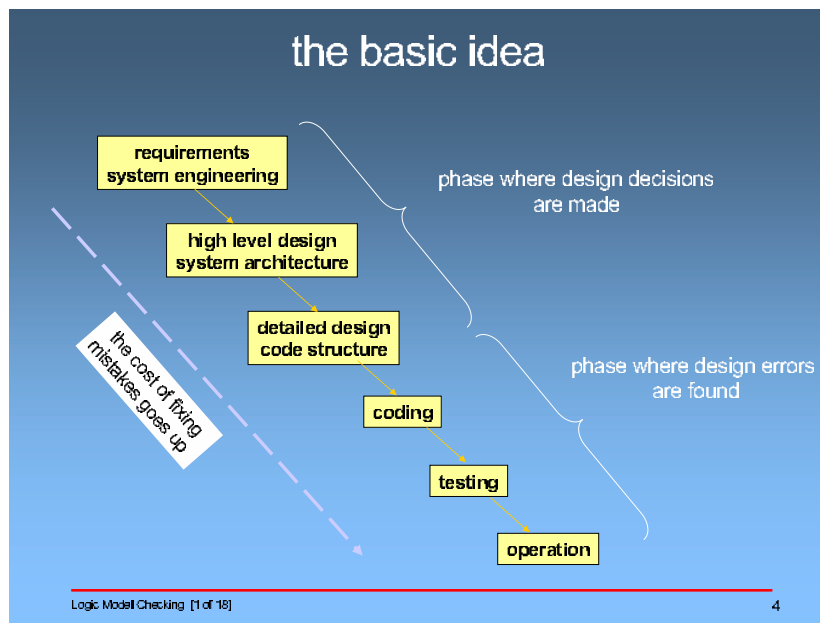 the basic idea
requirements
system engineering
phase where design decisions
are made
high level design
system architecture
detailed design
code structure
the cost of fixing
mistakes goes up
phase where design errors
are found
coding
testing
operation
Logic Model Checking [1 of 18]
4